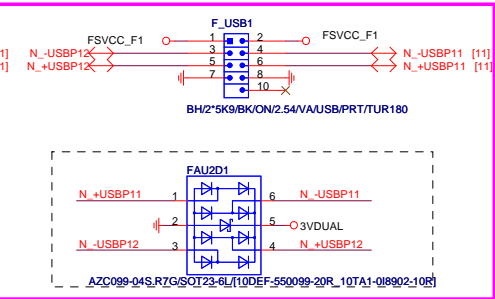 F_USB1
FSVCC_F1 1 2 FSVCC_F1
1] N_-USBP12 3 4 N_-USBP11 [11]
1] N_+USBP12 5 6 N_+USBP11 [11]
7 8
10
BH/2*5K9/BK/ON/2.54/VA/USB/PRT/TUR180
FAU2D1
N_+USBP11 1 6 N_-USBP11
2 5 3VDUAL
N_-USBP12 3 4 N_+USBP12
AZC099-04S.R7G/SOT23-6L/[10DEF-550099-20R_10TA1-0I8902-10R]